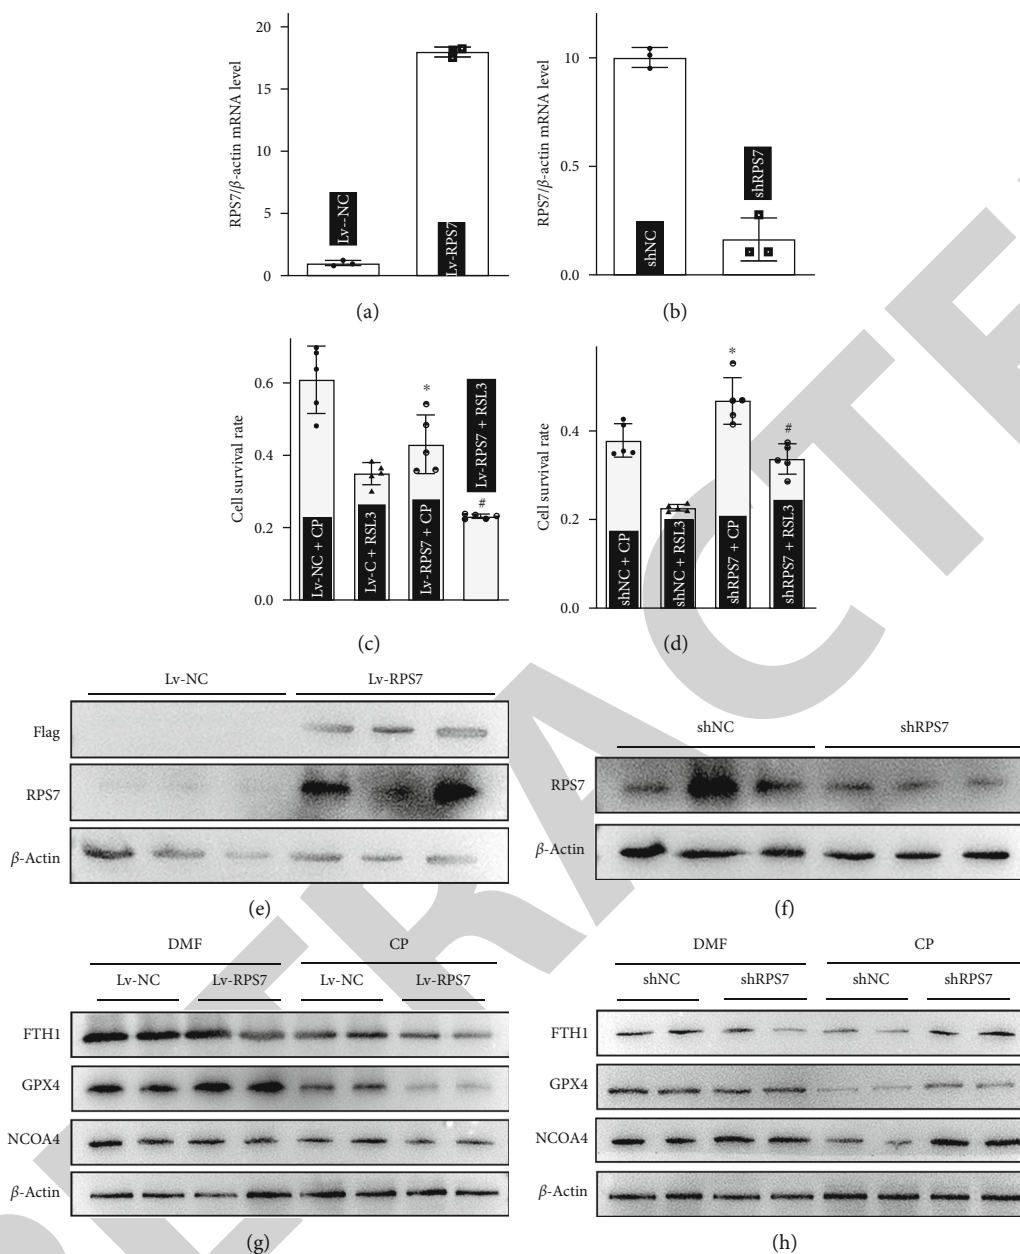 20
15
10
5
0
RPS7/β-actin mRNA level
Lv--NC
Lv-RPS7
(a)
10
0.5
0.0
RPS7/β-actin mRNA level
shNC
shRPS7
(b)
0.6
0.4
0.2
0.0
Cell survival rate
Lv-NC + CP
Lv-C + RSL3
Lv-RPS7 + CP
Lv-RPS7 + RSL3
*
#
(c)
0.4
0.2
0.0
Cell survival rate
shNC + CP
shNC + RSL3
shRPS7 + CP
shRPS7 + RSL3
*
#
(d)
Lv-NC Lv-RPS7
Flag
RPS7
β-Actin
(e)
shNC shRPS7
RPS7
β-Actin
(f)
DMF CP
Lv-NC Lv-RPS7 Lv-NC Lv-RPS7
FTH1
GPX4
NCOA4
β-Actin
(g)
DMF CP
shNC shRPS7 shNC shRPS7
FTH1
GPX4
NCOA4
β-Actin
(h)